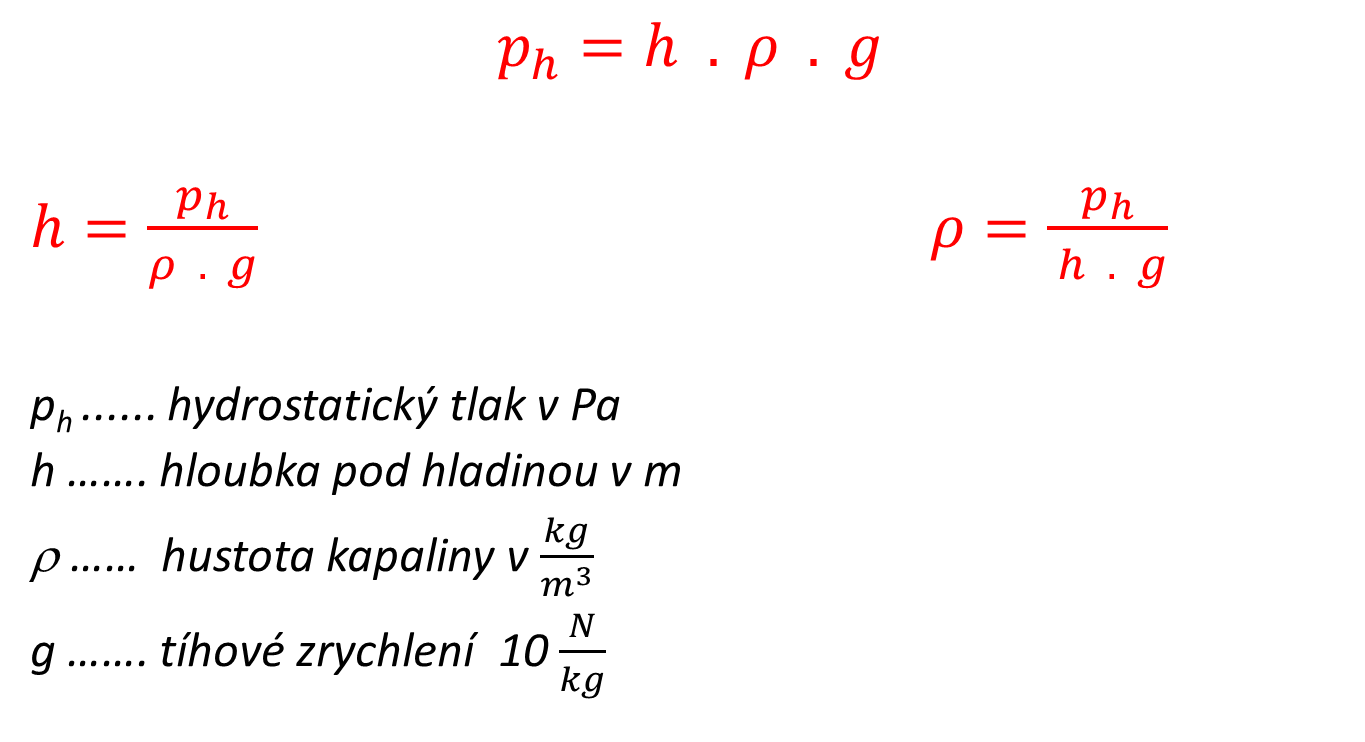 p_h = h . ρ . g
h = p_h / ρ . g
ρ = p_h / h . g
p_h ...... hydrostatický tlak v Pa
h ……. hloubka pod hladinou v m
ρ …… hustota kapaliny v kg/m³
g ……. tíhové zrychlení 10 N/kg